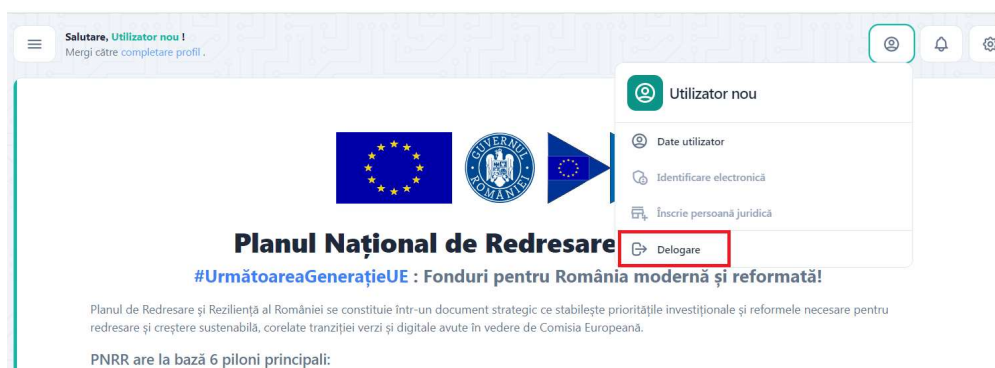 Salutare, Utilizator nou !
Mergi către completare profil .
Utilizator nou
Date utilizator
Identificare electronică
Înscrie persoană juridică
Delogare
GUVERNUL ROMÂNIEI
Planul Național de Redresare
#UrmătoareaGenerațieUE : Fonduri pentru România modernă și reformată!
Planul de Redresare și Reziliență al României se constituie într-un document strategic ce stabilește prioritățile investiționale și reformele necesare pentru
redresare și creștere sustenabilă, corelate tranziției verzi și digitale avute în vedere de Comisia Europeană.
PNRR are la bază 6 piloni principali: